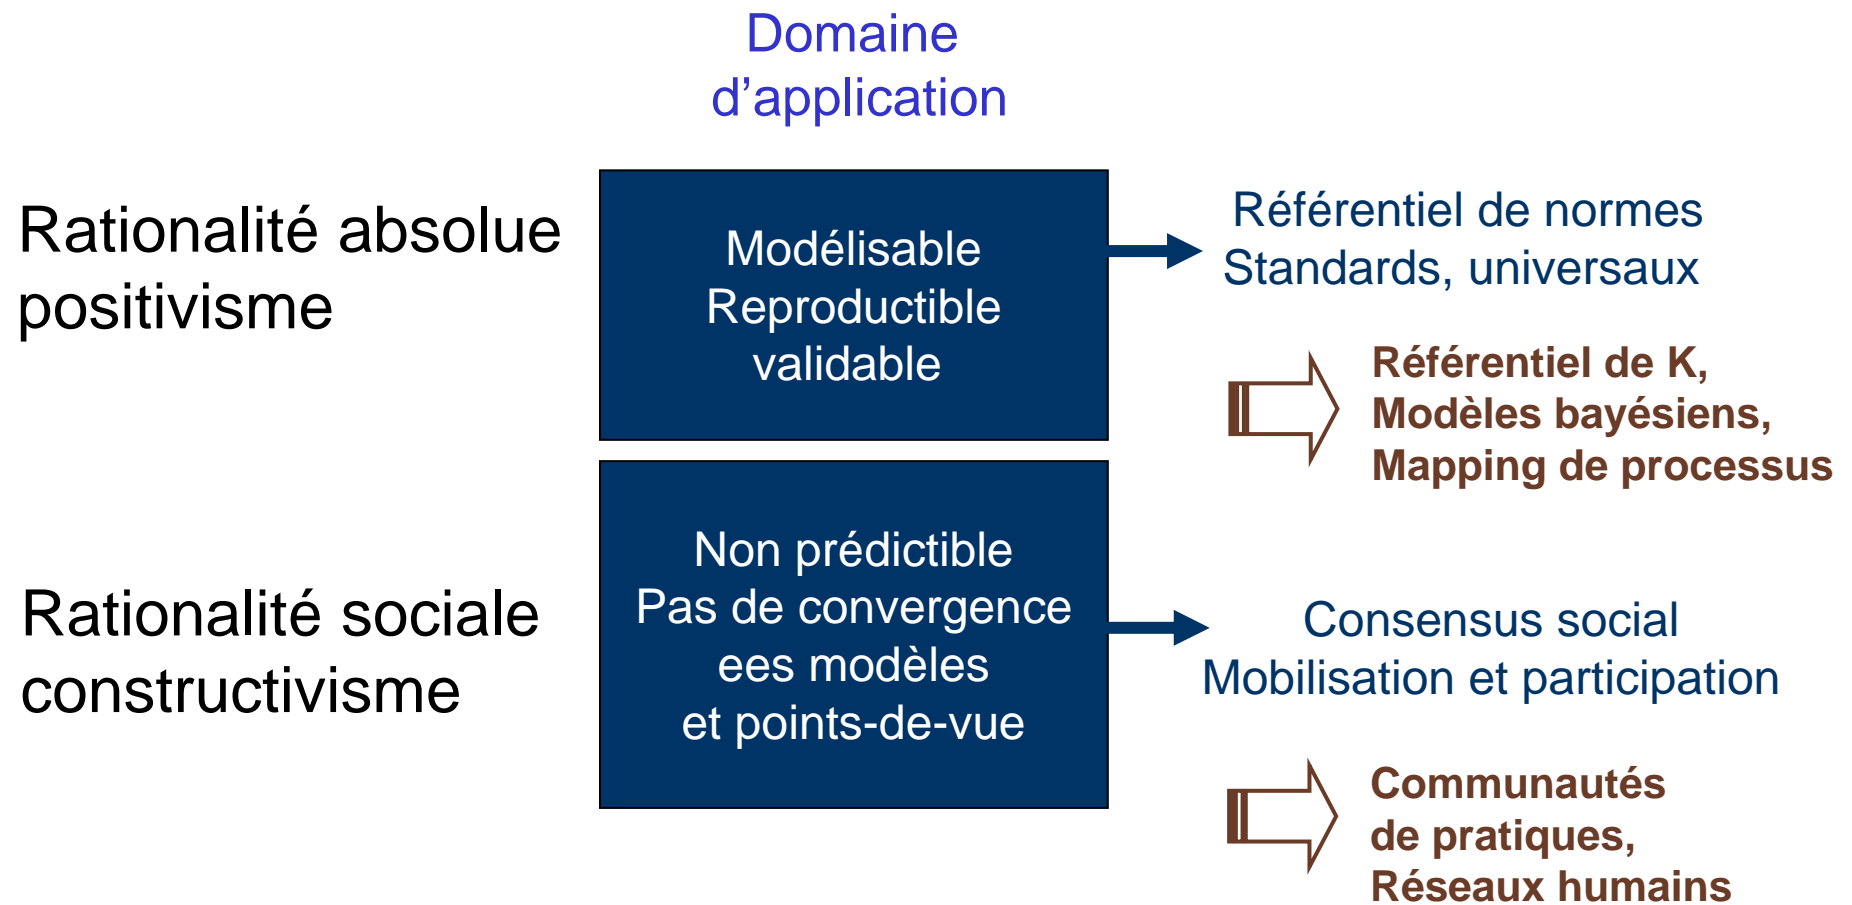 Domaine
d’application
Rationalité absolue
positivisme
Modélisable
Reproductible
validable
Référentiel de normes
Standards, universaux
Référentiel de K,
Modèles bayésiens,
Mapping de processus
Rationalité sociale
constructivisme
Non prédictible
Pas de convergence
ees modèles
et points-de-vue
Consensus social
Mobilisation et participation
Communautés
de pratiques,
Réseaux humains